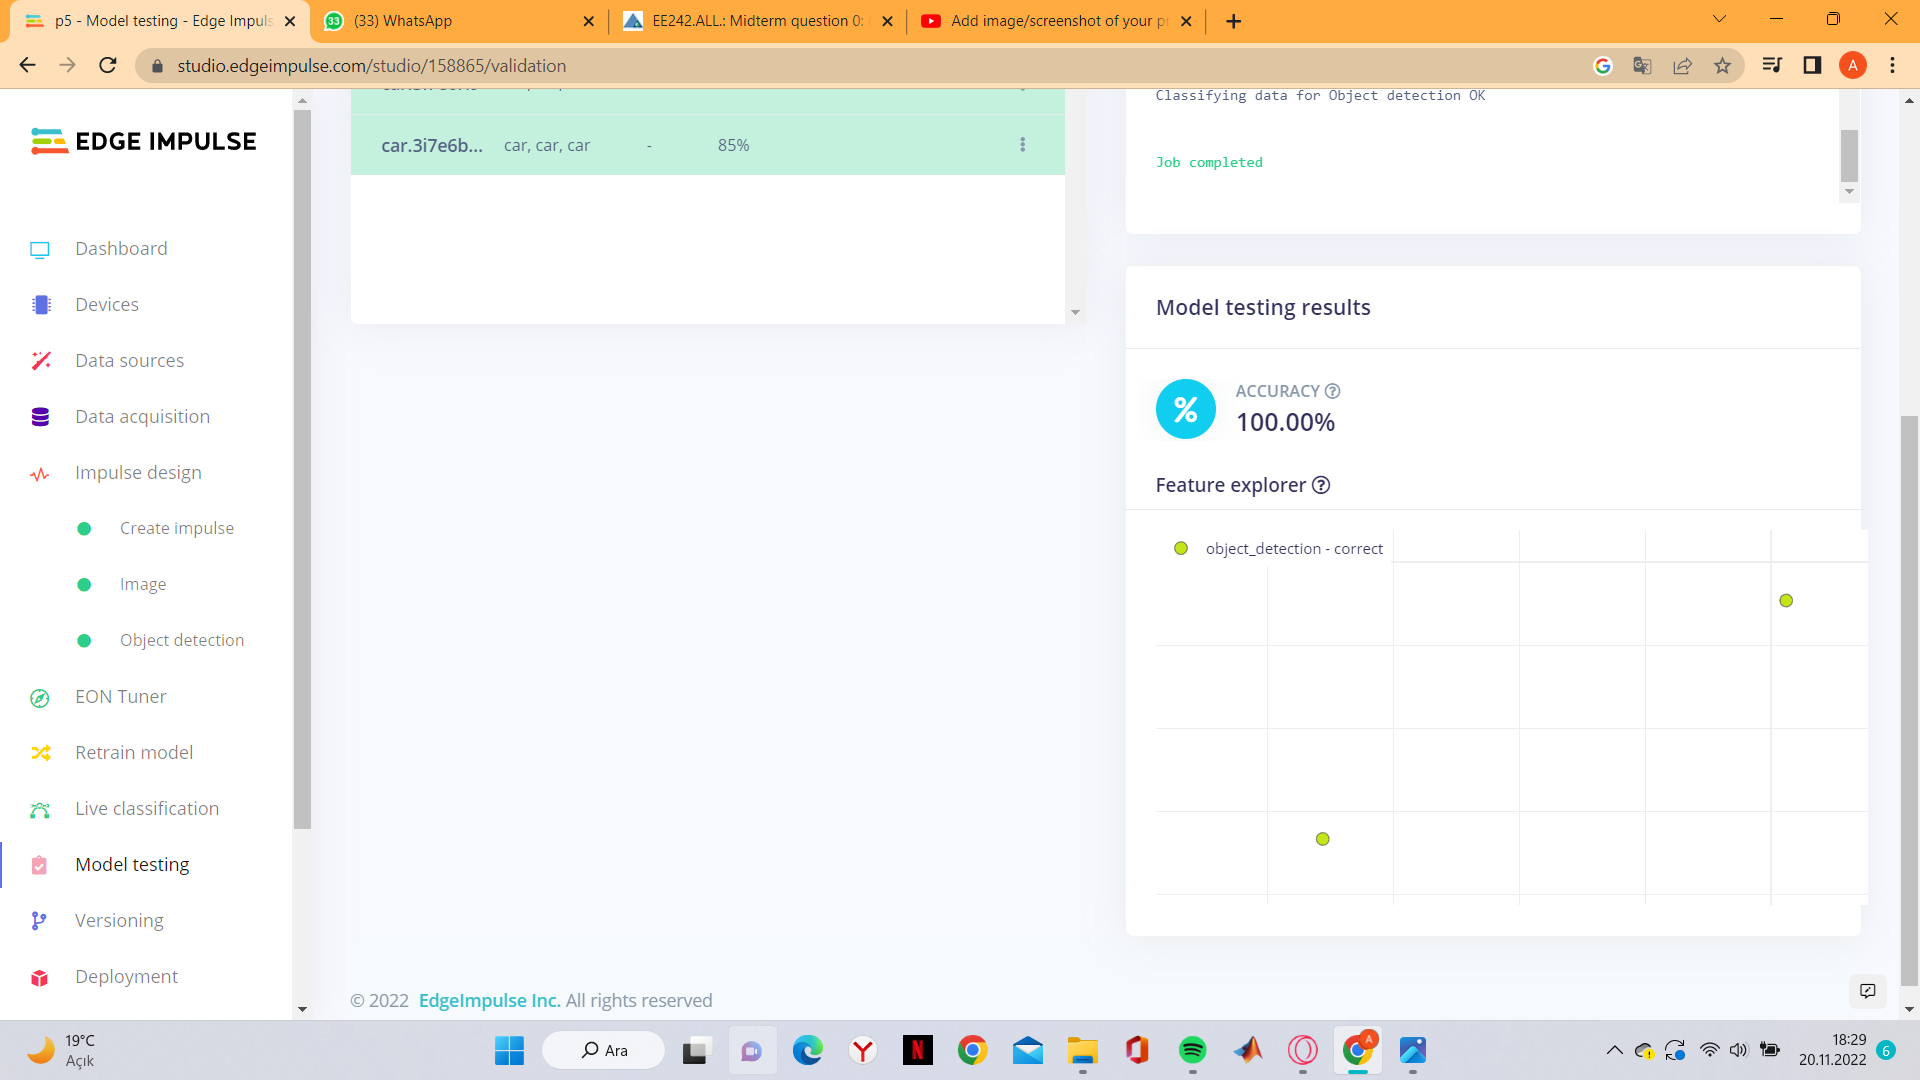 p5 - Model testing - Edge Impuls
(33) WhatsApp
EE242.ALL.: Midterm question 0:
Add image/screenshot of your pr
studio.edgeimpulse.com/studio/158865/validation
A
EDGE IMPULSE
Dashboard
Devices
Data sources
Data acquisition
Impulse design
Create impulse
Image
Object detection
EON Tuner
Retrain model
Live classification
Model testing
Versioning
Deployment
car.3i7e6b... car, car, car - 85%
Classifying data for Object detection OK
Job completed
Model testing results
%
ACCURACY ?
100.00%
Feature explorer ?
object_detection - correct
© 2022 EdgeImpulse Inc. All rights reserved
19°C
Açık
Ara
18:29
20.11.2022
6